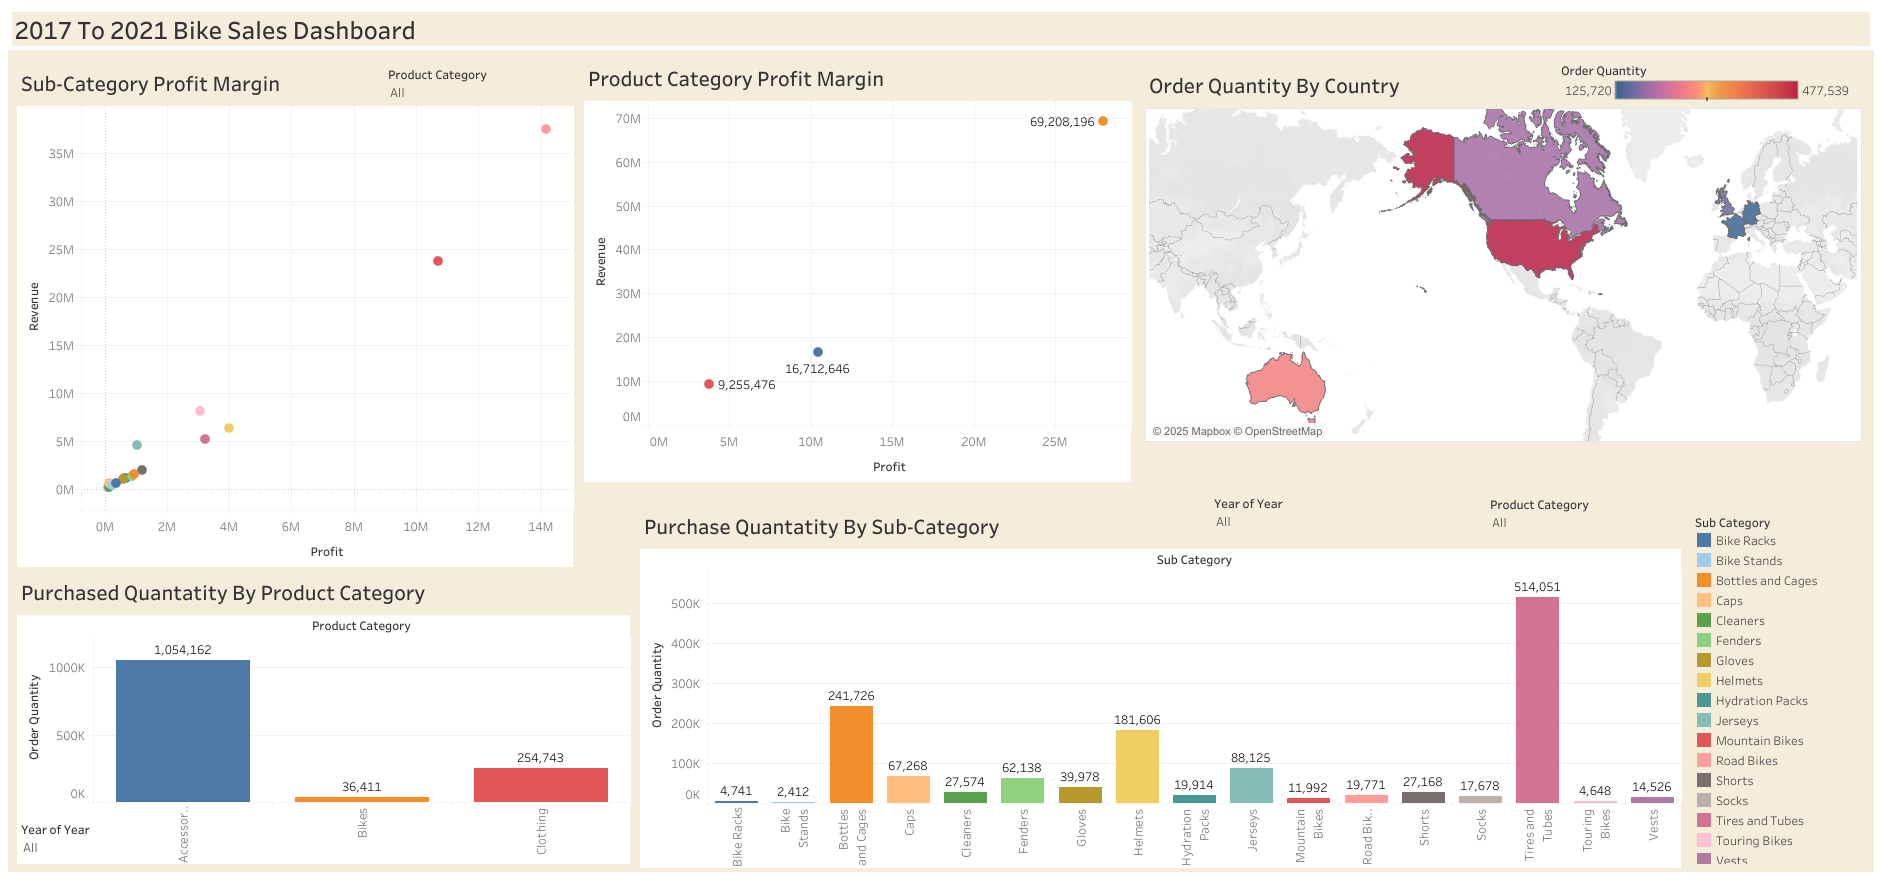 2017 To 2021 Bike Sales Dashboard
Sub-Category Profit Margin
Product Category
All
35M
30M
25M
20M
15M
10M
5M
0M
Revenue
0M 2M 4M 6M 8M 10M 12M 14M
Profit
Product Category Profit Margin
70M
60M
50M
40M
30M
20M
10M
0M
Revenue
69,208,196
16,712,646
9,255,476
0M 5M 10M 15M 20M 25M
Profit
Order Quantity By Country
Order Quantity
125,720 477,539
© 2025 Mapbox © OpenStreetMap
Purchased Quantatity By Product Category
Product Category
1000K
500K
0K
Order Quantity
1,054,162
36,411
254,743
Accessor..
Bikes
Clothing
Year of Year
All
Purchase Quantatity By Sub-Category
Year of Year
All
Product Category
All
Sub Category
500K
400K
300K
200K
100K
0K
Order Quantity
4,741
2,412
241,726
67,268
27,574
62,138
39,978
181,606
19,914
88,125
11,992
19,771
27,168
17,678
514,051
4,648
14,526
Bike Racks
Bike
Stands
Bottles
and Cages
Caps
Cleaners
Fenders
Gloves
Helmets
Hydration
Packs
Jerseys
Mountain
Bikes
Road Bik..
Shorts
Socks
Tires and
Tubes
Touring
Bikes
Vests
Sub Category
Bike Racks
Bike Stands
Bottles and Cages
Caps
Cleaners
Fenders
Gloves
Helmets
Hydration Packs
Jerseys
Mountain Bikes
Road Bikes
Shorts
Socks
Tires and Tubes
Touring Bikes
Vests